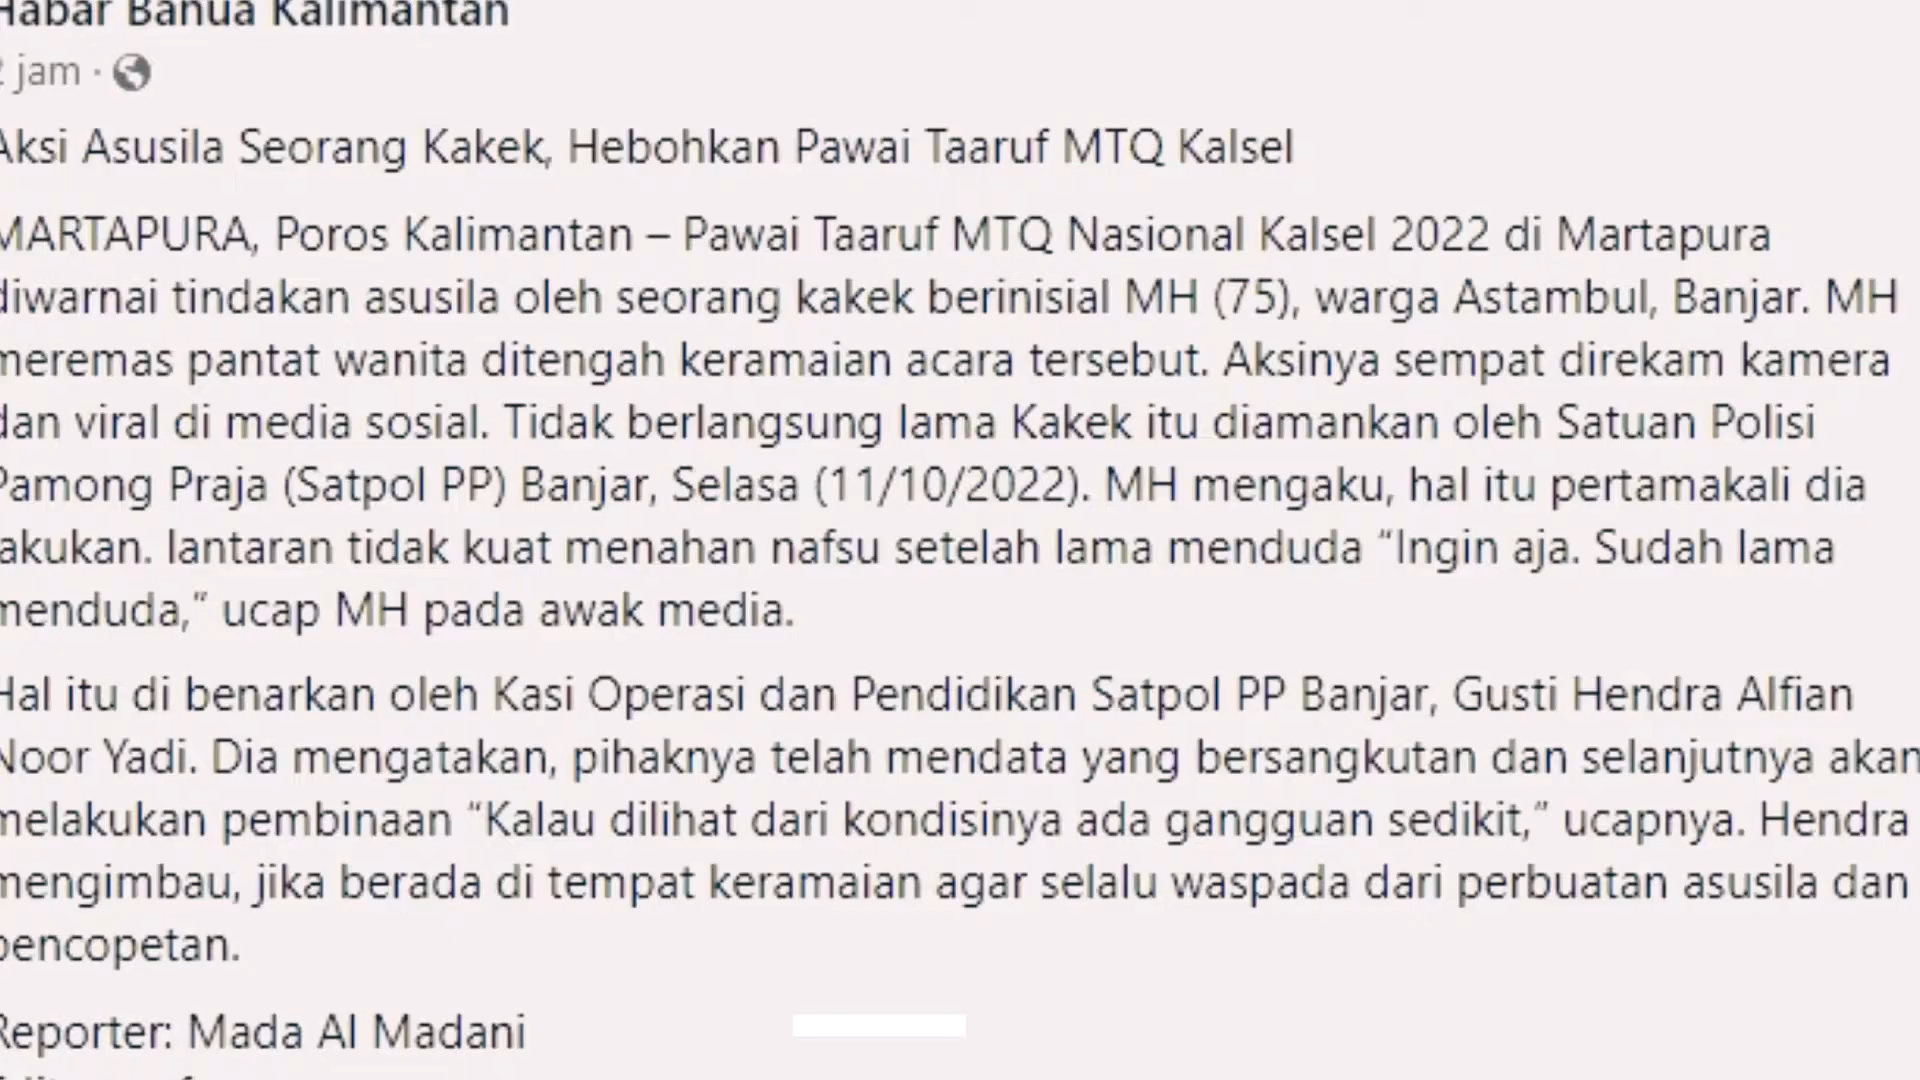 Habar Banua Kalimantan
2 jam ·
Aksi Asusila Seorang Kakek, Hebohkan Pawai Taaruf MTQ Kalsel
MARTAPURA, Poros Kalimantan – Pawai Taaruf MTQ Nasional Kalsel 2022 di Martapura
diwarnai tindakan asusila oleh seorang kakek berinisial MH (75), warga Astambul, Banjar. MH
meremas pantat wanita ditengah keramaian acara tersebut. Aksinya sempat direkam kamera
dan viral di media sosial. Tidak berlangsung lama Kakek itu diamankan oleh Satuan Polisi
Pamong Praja (Satpol PP) Banjar, Selasa (11/10/2022). MH mengaku, hal itu pertamakali dia
lakukan. lantaran tidak kuat menahan nafsu setelah lama menduda “Ingin aja. Sudah lama
menduda,” ucap MH pada awak media.
Hal itu di benarkan oleh Kasi Operasi dan Pendidikan Satpol PP Banjar, Gusti Hendra Alfian
Noor Yadi. Dia mengatakan, pihaknya telah mendata yang bersangkutan dan selanjutnya akan
melakukan pembinaan “Kalau dilihat dari kondisinya ada gangguan sedikit,” ucapnya. Hendra
mengimbau, jika berada di tempat keramaian agar selalu waspada dari perbuatan asusila dan
pencopetan.
Reporter: Mada Al Madani